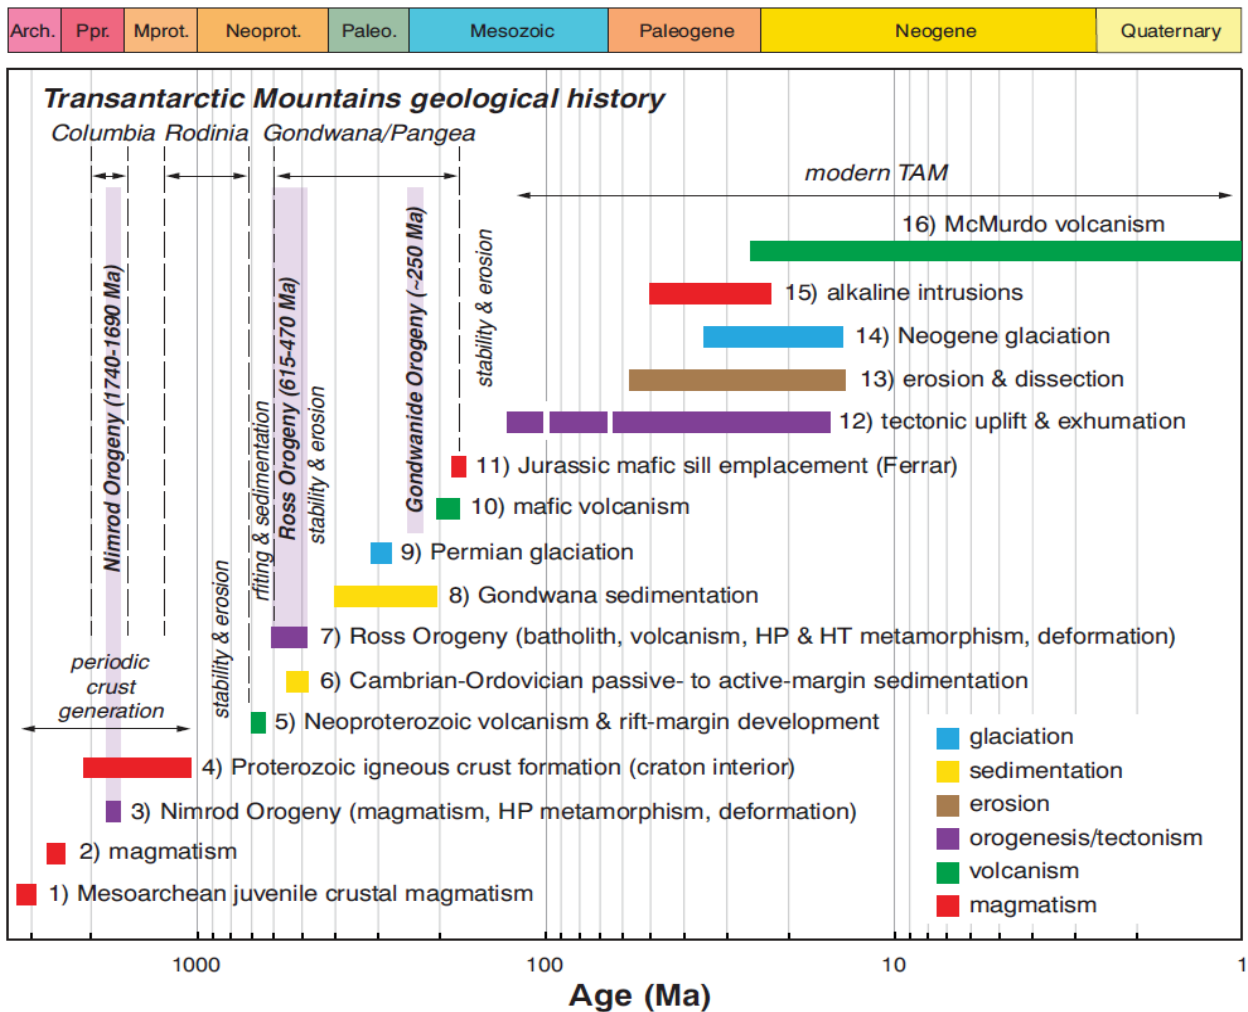 Arch. Ppr. Mprot. Neoprot. Paleo. Mesozoic Paleogene Neogene Quaternary
Transantarctic Mountains geological history
Columbia Rodinia Gondwana/Pangea
modern TAM
16) McMurdo volcanism
15) alkaline intrusions
14) Neogene glaciation
13) erosion & dissection
12) tectonic uplift & exhumation
11) Jurassic mafic sill emplacement (Ferrar)
10) mafic volcanism
9) Permian glaciation
8) Gondwana sedimentation
7) Ross Orogeny (batholith, volcanism, HP & HT metamorphism, deformation)
6) Cambrian-Ordovician passive- to active-margin sedimentation
5) Neoproterozoic volcanism & rift-margin development
4) Proterozoic igneous crust formation (craton interior)
3) Nimrod Orogeny (magmatism, HP metamorphism, deformation)
2) magmatism
1) Mesoarchean juvenile crustal magmatism
Nimrod Orogeny (1740-1690 Ma)
stability & erosion
rfiting & sedimentation
Ross Orogeny (615-470 Ma)
stability & erosion
Gondwanide Orogeny (~250 Ma)
stability & erosion
periodic
crust
generation
glaciation
sedimentation
erosion
orogenesis/tectonism
volcanism
magmatism
1000 100 10 1
Age (Ma)